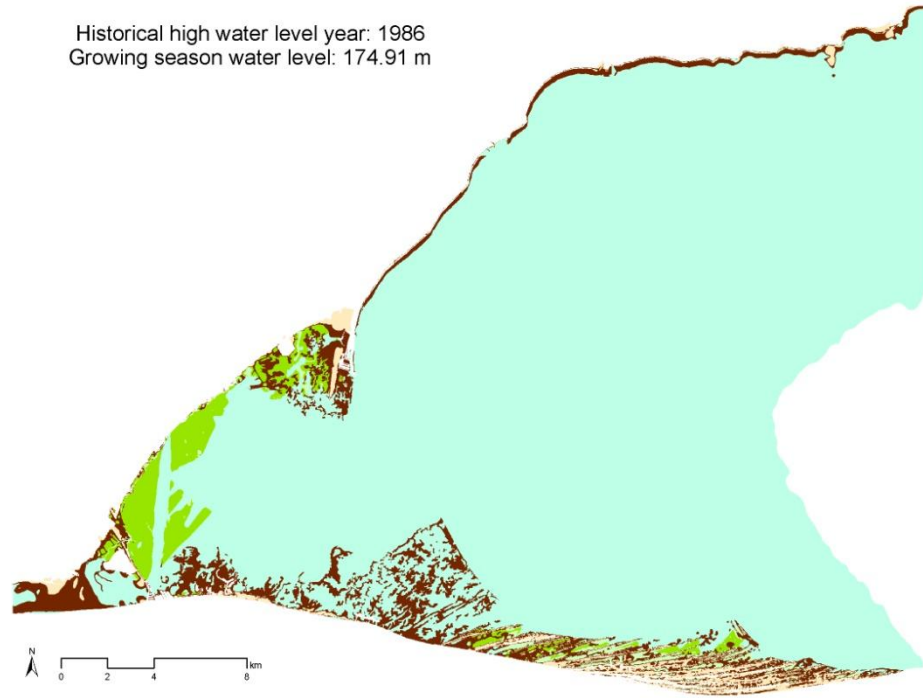 Historical high water level year: 1986
Growing season water level: 174.91 m
N
km
0 2 4 8